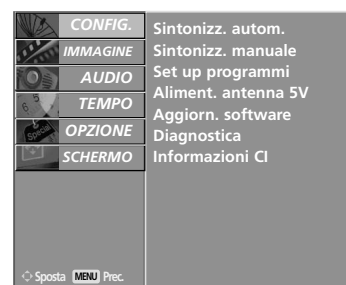 CONFIG.
IMMAGINE
AUDIO
TEMPO
OPZIONE
SCHERMO
Sintonizz. autom.
Sintonizz. manuale
Set up programmi
Aliment. antenna 5V
Aggiorn. software
Diagnostica
Informazioni CI
Sposta MENU Prec.